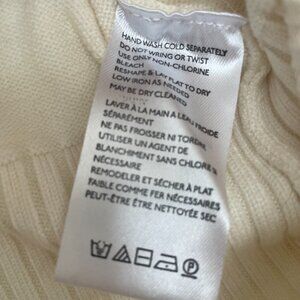 HAND WASH COLD SEPARATELY
DO NOT WRING OR TWIST
USE ONLY NON-CHLORINE
BLEACH
RESHAPE & LAY FLAT TO DRY
LOW IRON AS NEEDED
MAY BE DRY CLEANED
LAVER À LA MAIN A L'EAU FROIDE
SÉPARÉMENT
NE PAS FROISSER NI TORDRE
UTILISER UN AGENT DE
BLANCHIMENT SANS CHLORE SI
NÉCESSAIRE
REMODELER ET SÉCHER À PLAT
FAIBLE COMME FER NÉCESSAIRES
PEUT-ÊTRE ÊTRE NETTOYÉE SEC